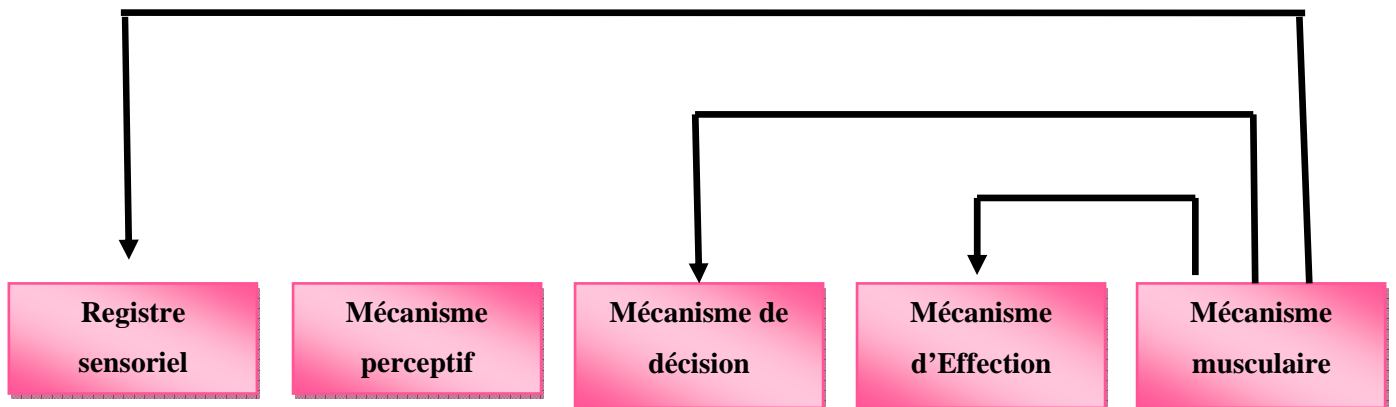 Registre
sensoriel
Mécanisme
perceptif
Mécanisme de
décision
Mécanisme
d'Effection
Mécanisme
musculaire